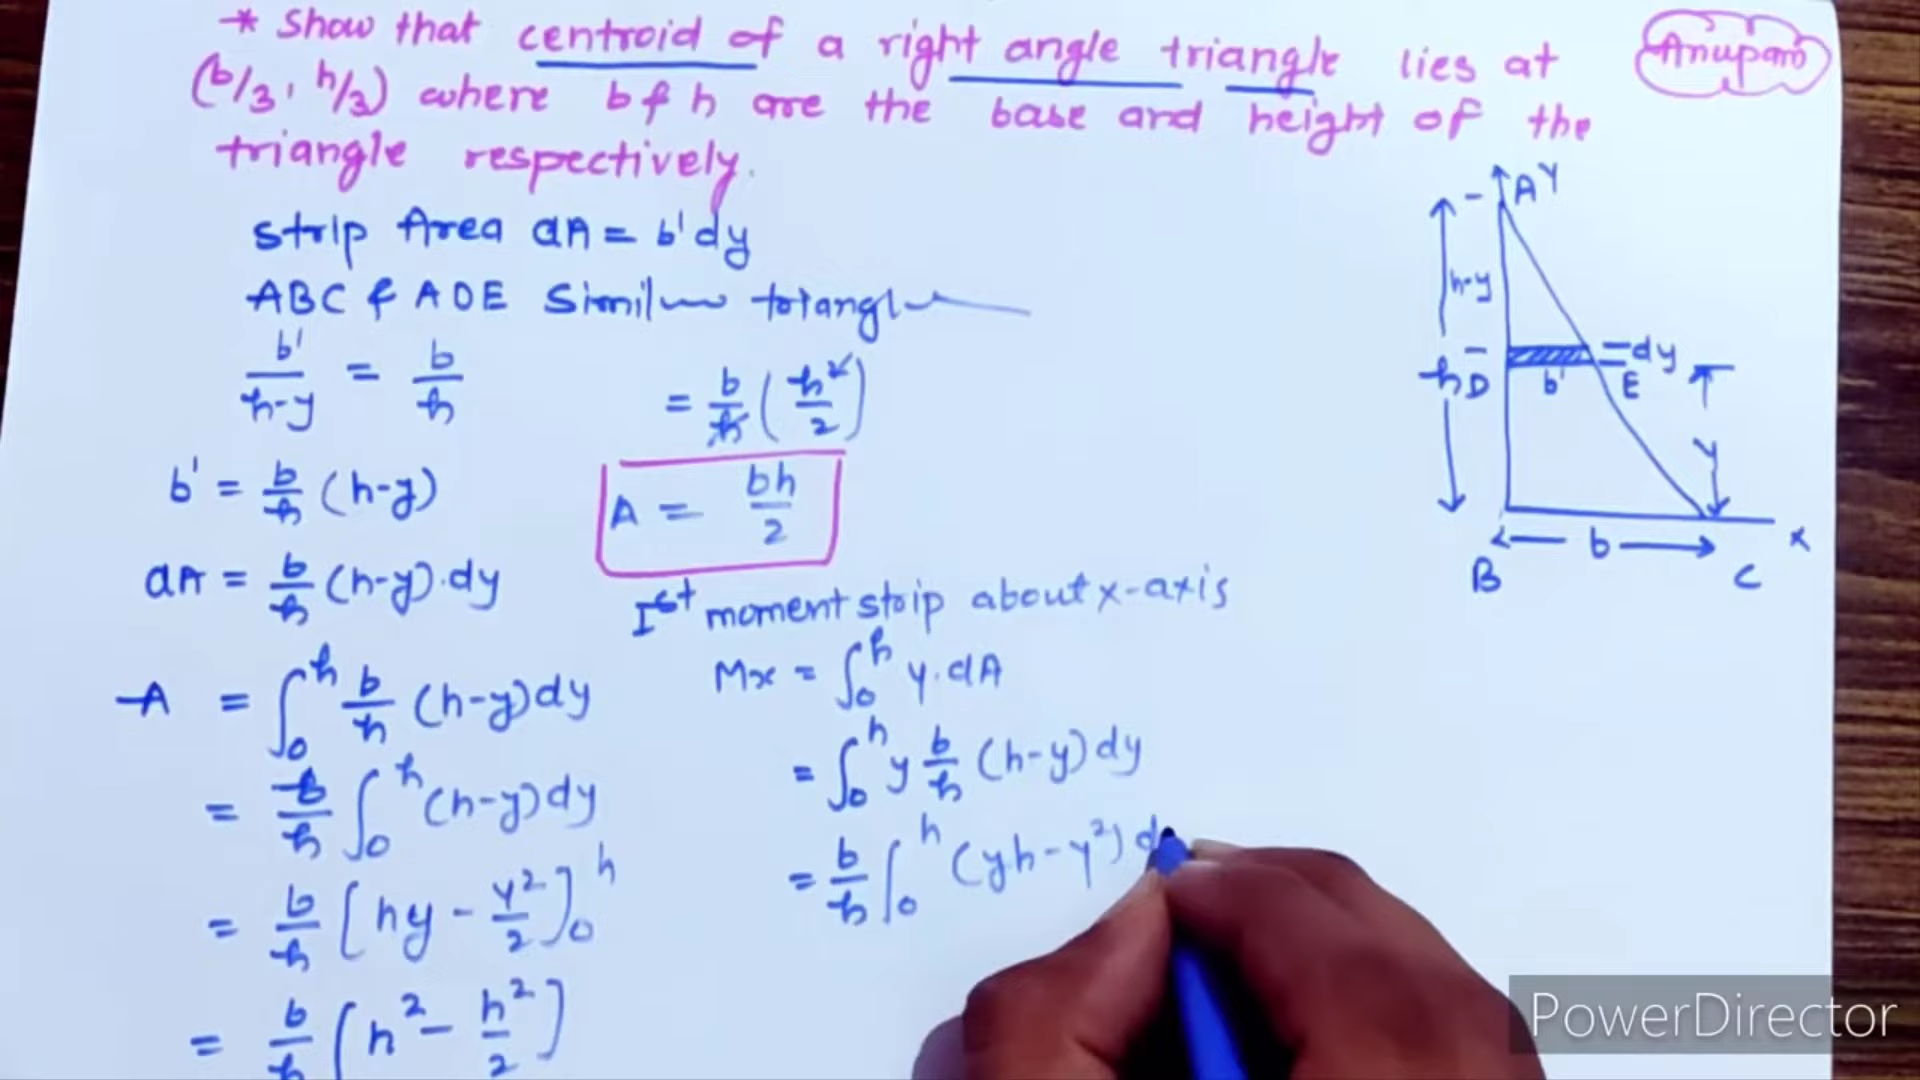 * Show that centroid of a right angle triangle lies at
(b/3, h/3) where b & h are the base and height of the
triangle respectively.
Anupam
Strip Area dA = b' dy
ABC & ADE Similar
b'/h-y = b/h
b' = b/h (h-y)
dA = b/h (h-y).dy
A = ∫₀ʰ b/h (h-y)dy
= b/h ∫₀ʰ (h-y)dy
= b/h [hy - y²/2]₀ʰ
= b/h [h² - h²/2]
= b/h (h²/2)
A = bh/2
Ist moment strip about x-axis
Mx = ∫₀ʰ y.dA
= ∫₀ʰ y b/h (h-y)dy
= b/h ∫₀ʰ (yh-y²) d
A Y
h-y
h D b' E dy
y
b x
B C
PowerDirector